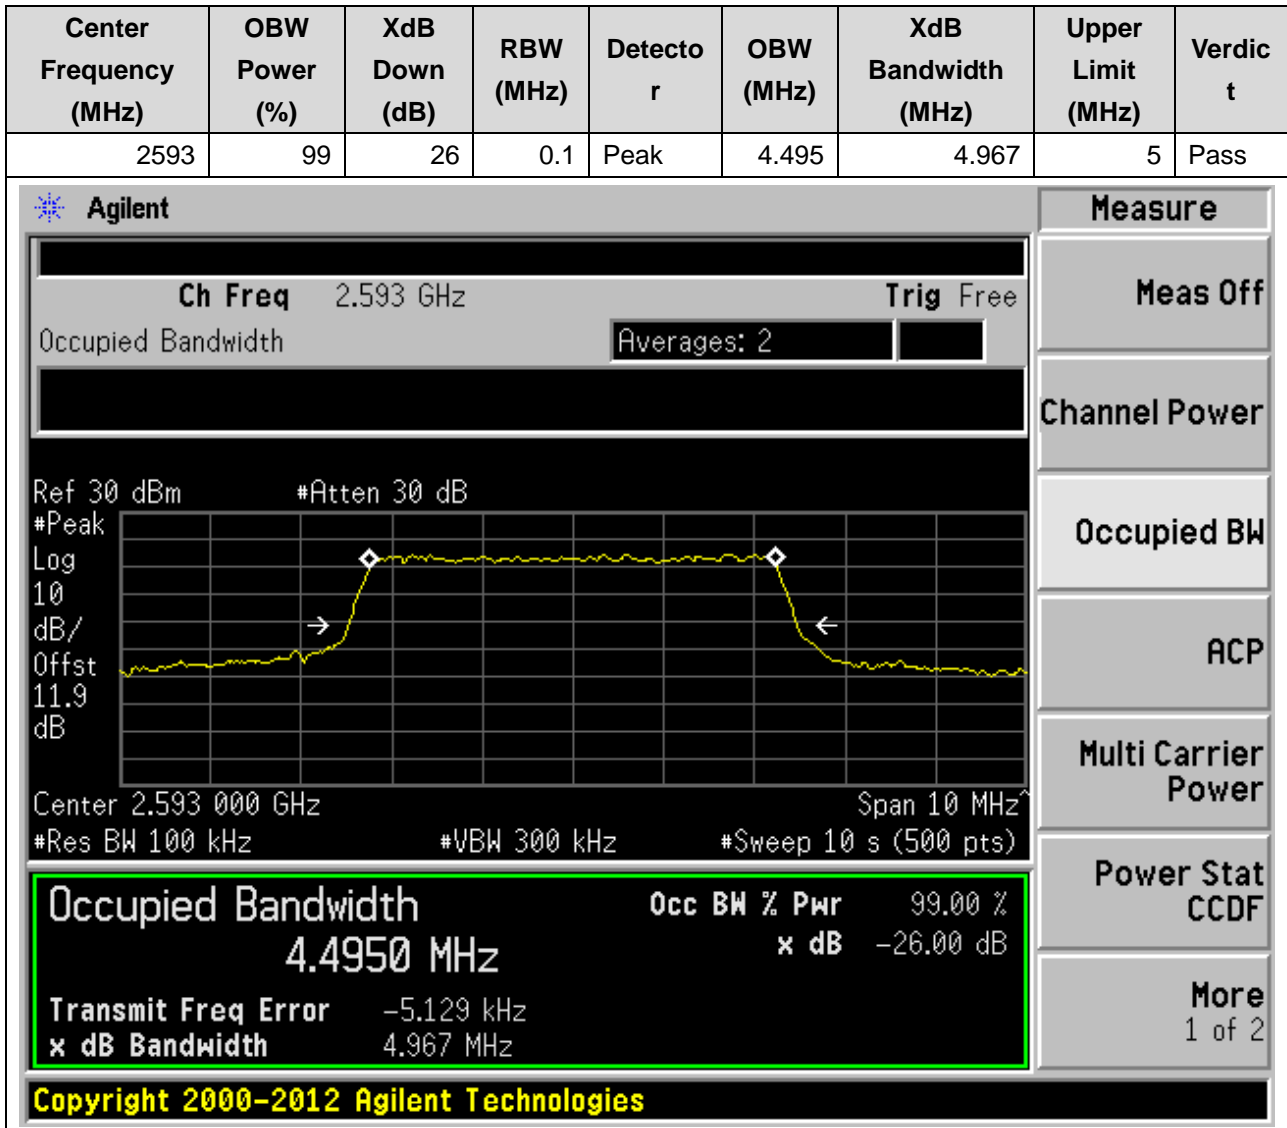 Center Frequency (MHz) OBW Power (%) XdB Down (dB) RBW (MHz) Detecto r OBW (MHz) XdB Bandwidth (MHz) Upper Limit (MHz) Verdic t
2593 99 26 0.1 Peak 4.495 4.967 5 Pass
Agilent
Measure
Ch Freq 2.593 GHz Trig Free
Occupied Bandwidth Averages: 2
Meas Off
Channel Power
Occupied BW
ACP
Multi Carrier
Power
Power Stat
CCDF
More
1 of 2
Ref 30 dBm #Atten 30 dB
#Peak
Log
10
dB/
Offst
11.9
dB
Center 2.593 000 GHz Span 10 MHz^
#Res BW 100 kHz #VBW 300 kHz #Sweep 10 s (500 pts)
Occupied Bandwidth Occ BW % Pwr 99.00 %
4.4950 MHz x dB -26.00 dB
Transmit Freq Error -5.129 kHz
x dB Bandwidth 4.967 MHz
Copyright 2000-2012 Agilent Technologies